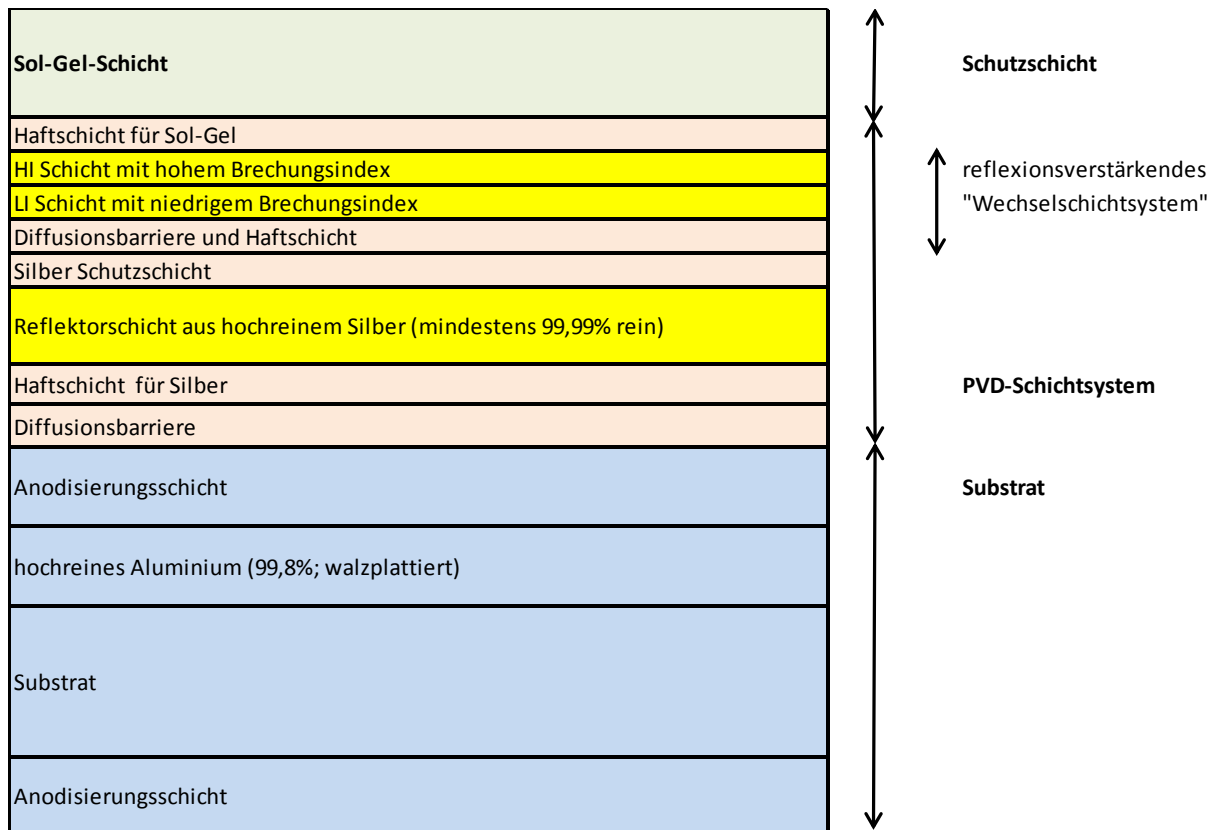 Sol-Gel-Schicht
Schutzschicht
Haftschicht für Sol-Gel
HI Schicht mit hohem Brechungsindex
reflexionsverstärkendes
LI Schicht mit niedrigem Brechungsindex
"Wechselschichtsystem"
Diffusionsbarriere und Haftschicht
Silber Schutzschicht
Reflektorschicht aus hochreinem Silber (mindestens 99,99% rein)
Haftschicht für Silber
PVD-Schichtsystem
Diffusionsbarriere
Anodisierungsschicht
Substrat
hochreines Aluminium (99,8%; walzplattiert)
Substrat
Anodisierungsschicht